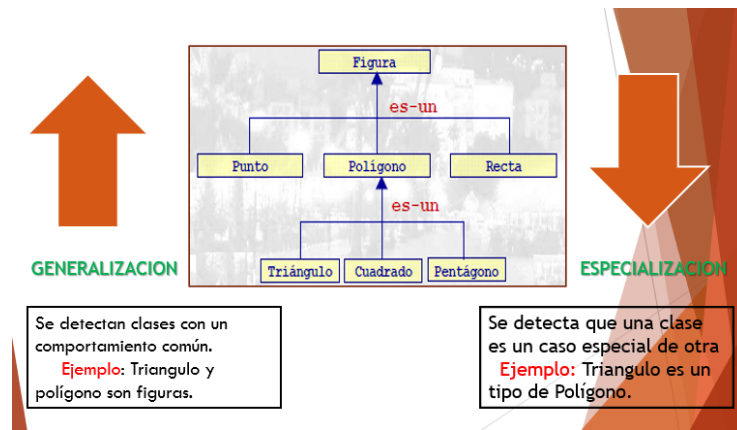 Figura
es-un
Punto
Polígono
Recta
es-un
Triángulo
Cuadrado
Pentágono
GENERALIZACION
ESPECIALIZACION
Se detectan clases con un
comportamiento común.
Ejemplo: Triangulo y
polígono son figuras.
Se detecta que una clase
es un caso especial de otra
Ejemplo: Triangulo es un
tipo de Polígono.